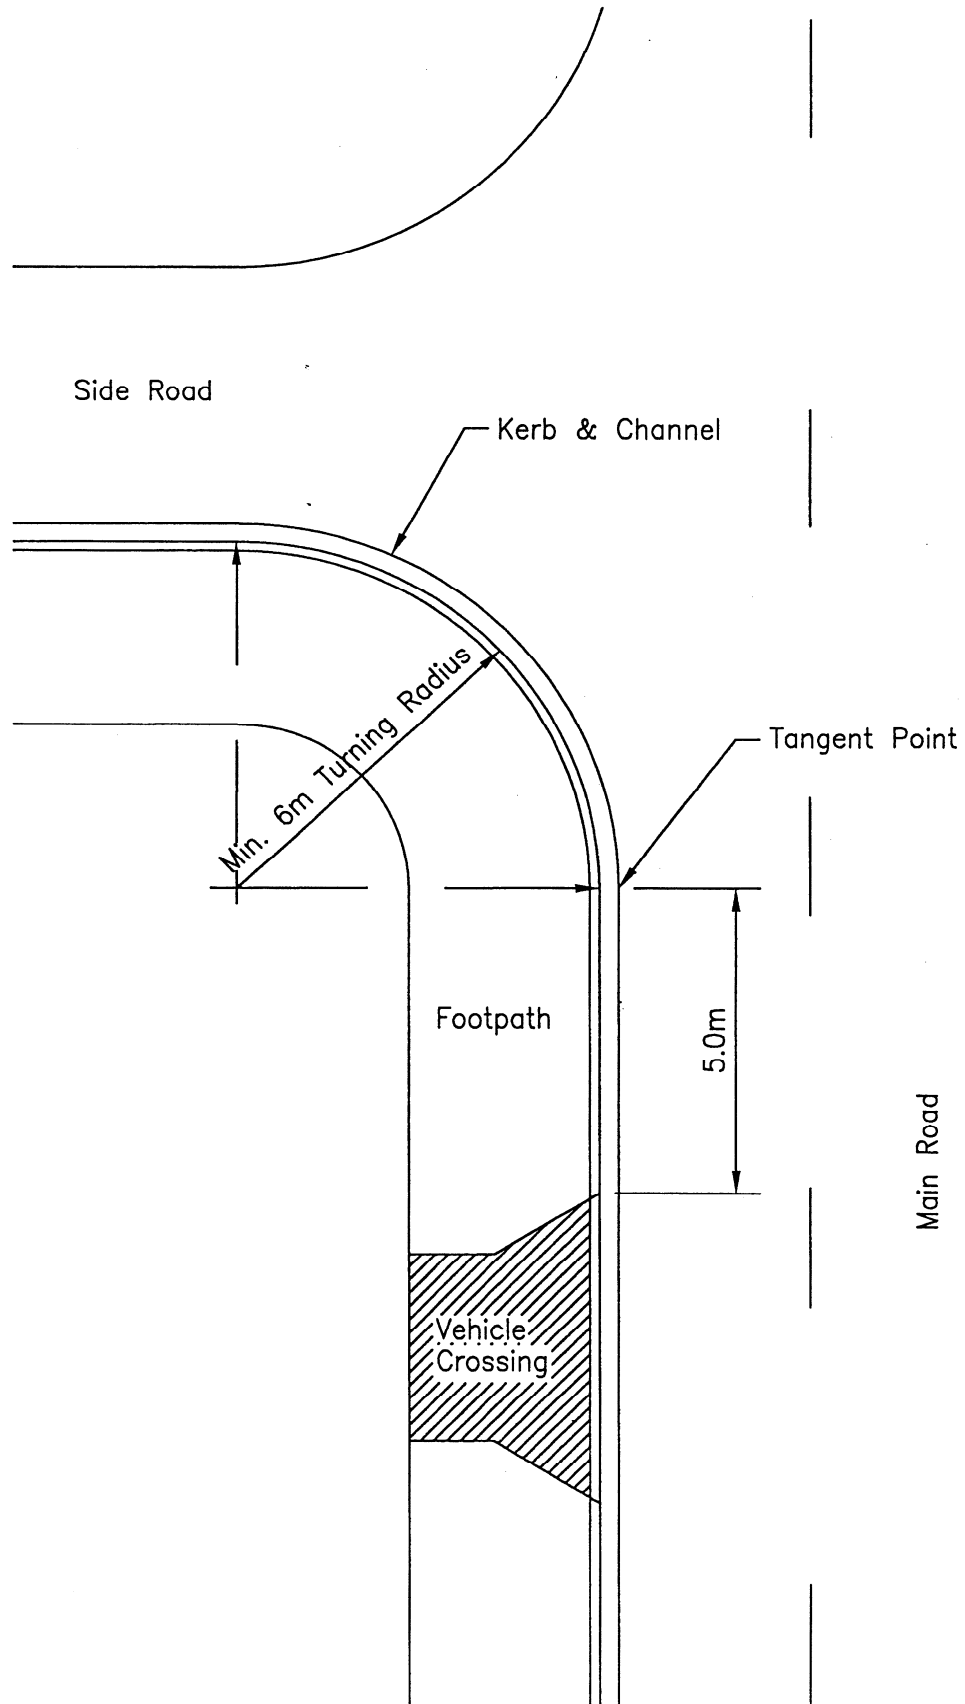 Side Road
Kerb & Channel
Min. 6m Turning Radius
Tangent Point
Footpath
5.0m
Main Road
Vehicle
Crossing